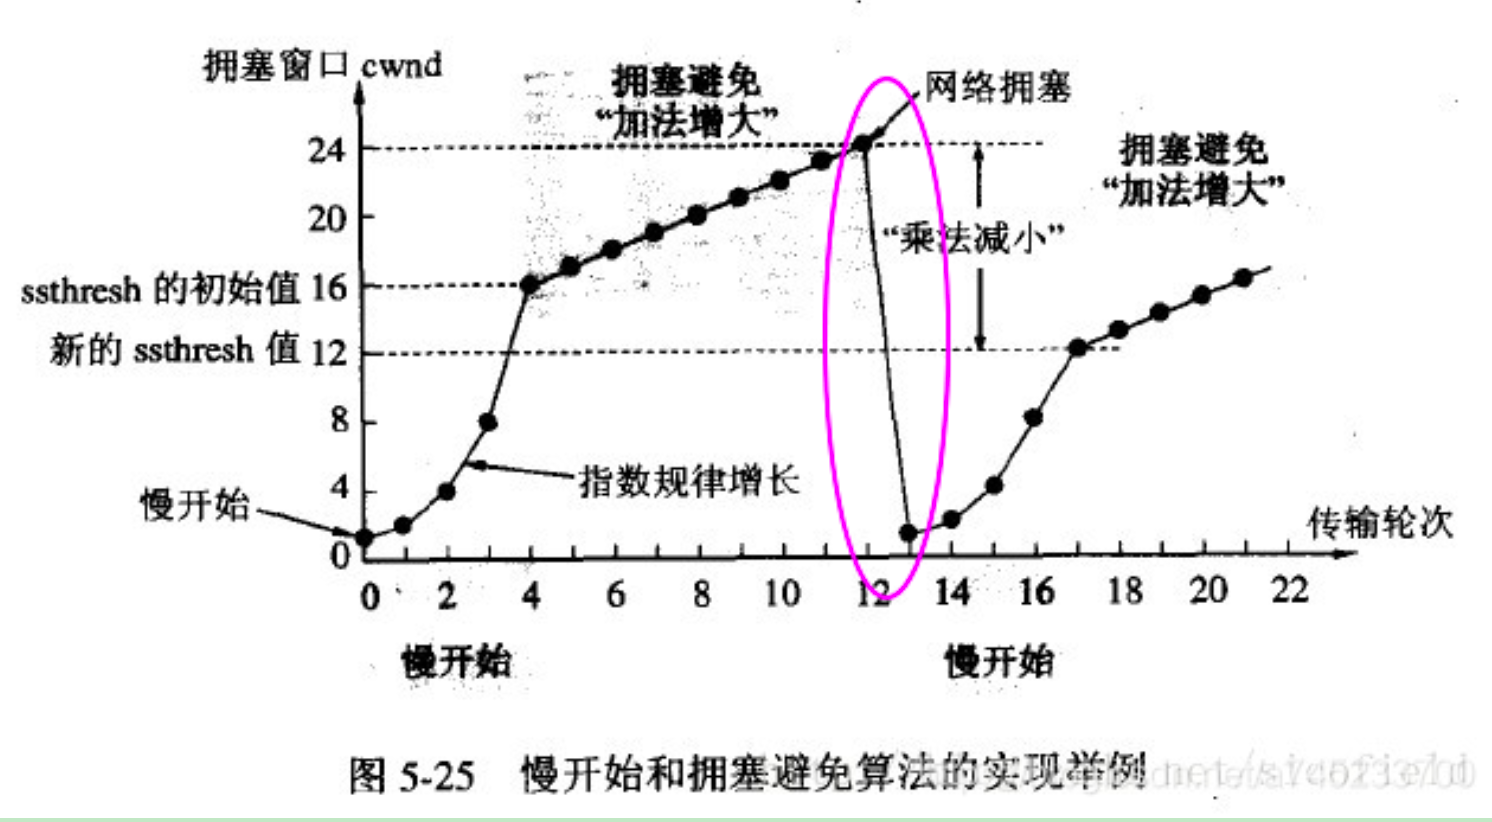 拥塞窗口 cwnd
拥塞避免
“加法增大”
网络拥塞
拥塞避免
“加法增大”
24
20
“乘法减小”
ssthresh 的初始值 16
新的 ssthresh 值 12
8
4
指数规律增长
慢开始
0
传输轮次
0 2 4 6 8 10 12 14 16 18 20 22
慢开始
慢开始
图 5-25 慢开始和拥塞避免算法的实现举例